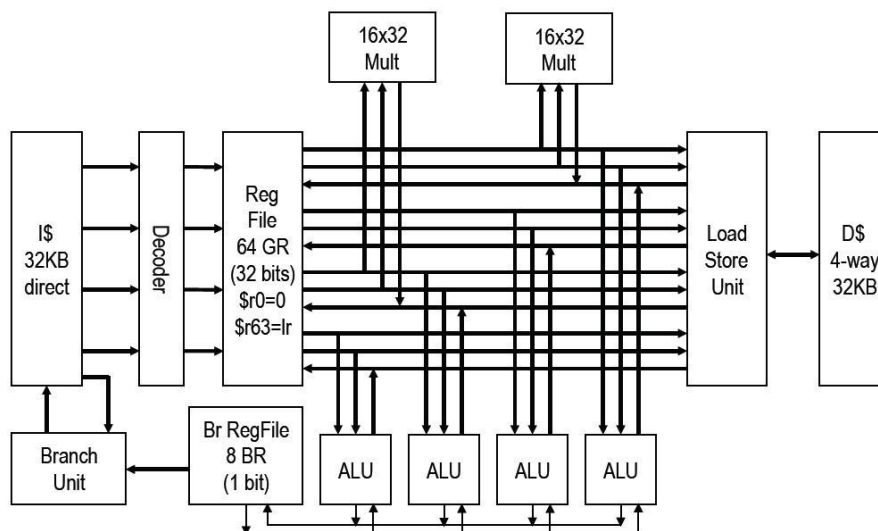 16x32
Mult
16x32
Mult
I$
32KB
direct
Decoder
Reg
File
64 GR
(32 bits)
$r0=0
$r63=lr
Load
Store
Unit
D$
4-way
32KB
Branch
Unit
Br RegFile
8 BR
(1 bit)
ALU
ALU
ALU
ALU